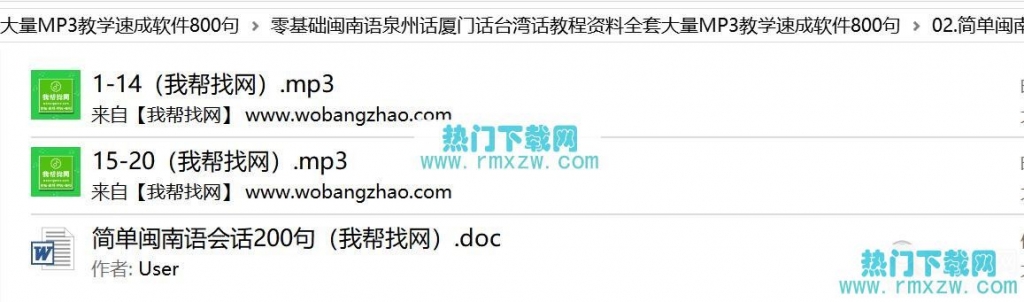 大量MP3教学速成软件800句 > 零基础闽南语泉州话厦门话台湾话教程资料全套大量MP3教学速成软件800句 > 02.简单闽南
1-14（我帮找网）.mp3
来自【我帮找网】 www.wobangzhao.com
热门下载网
www.rmxzw.com
15-20（我帮找网）.mp3
来自【我帮找网】 www.wobangzhao.com
简单闽南语会话200句（我帮找网）.doc
作者: User
热门下载网
www.rmxzw.com